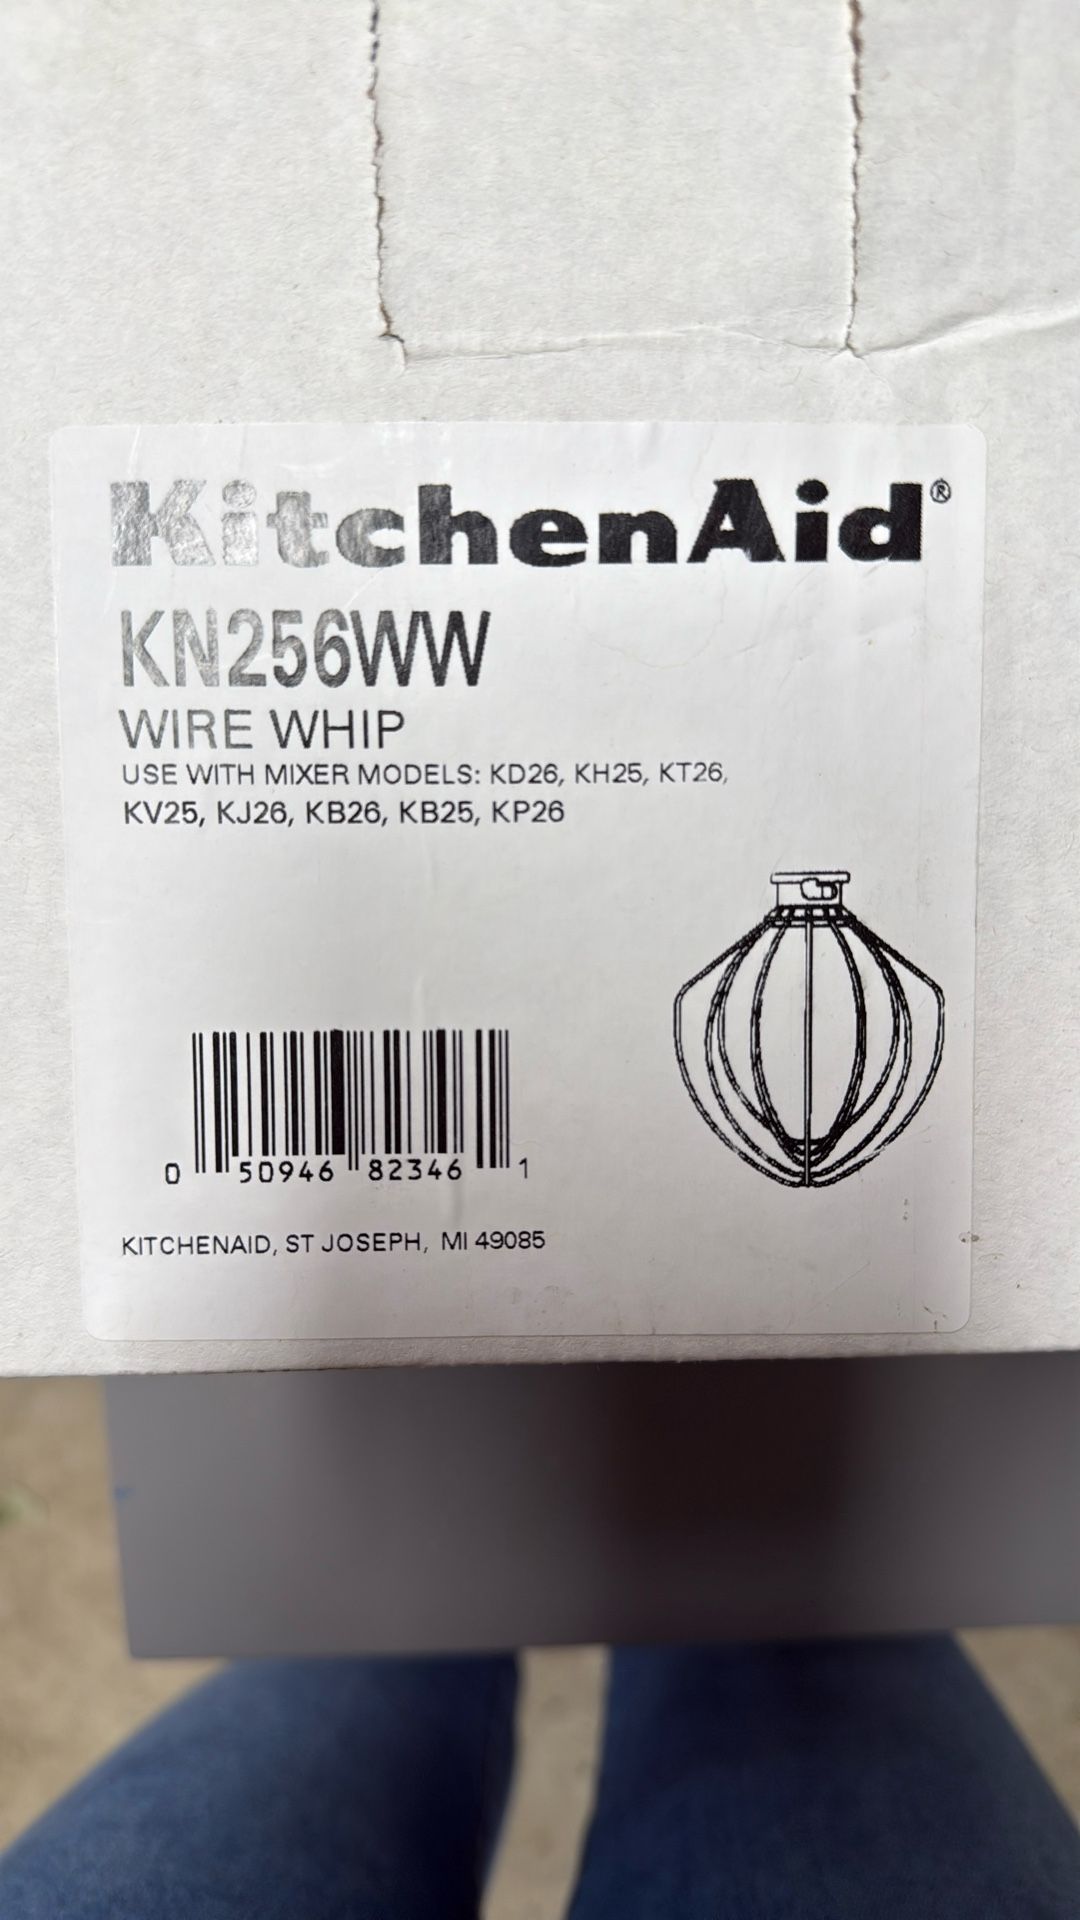 KitchenAid®
KN256WW
WIRE WHIP
USE WITH MIXER MODELS: KD26, KH25, KT26,
KV25, KJ26, KB26, KB25, KP26
0 50946 82346 1
KITCHENAID, ST JOSEPH, MI 49085